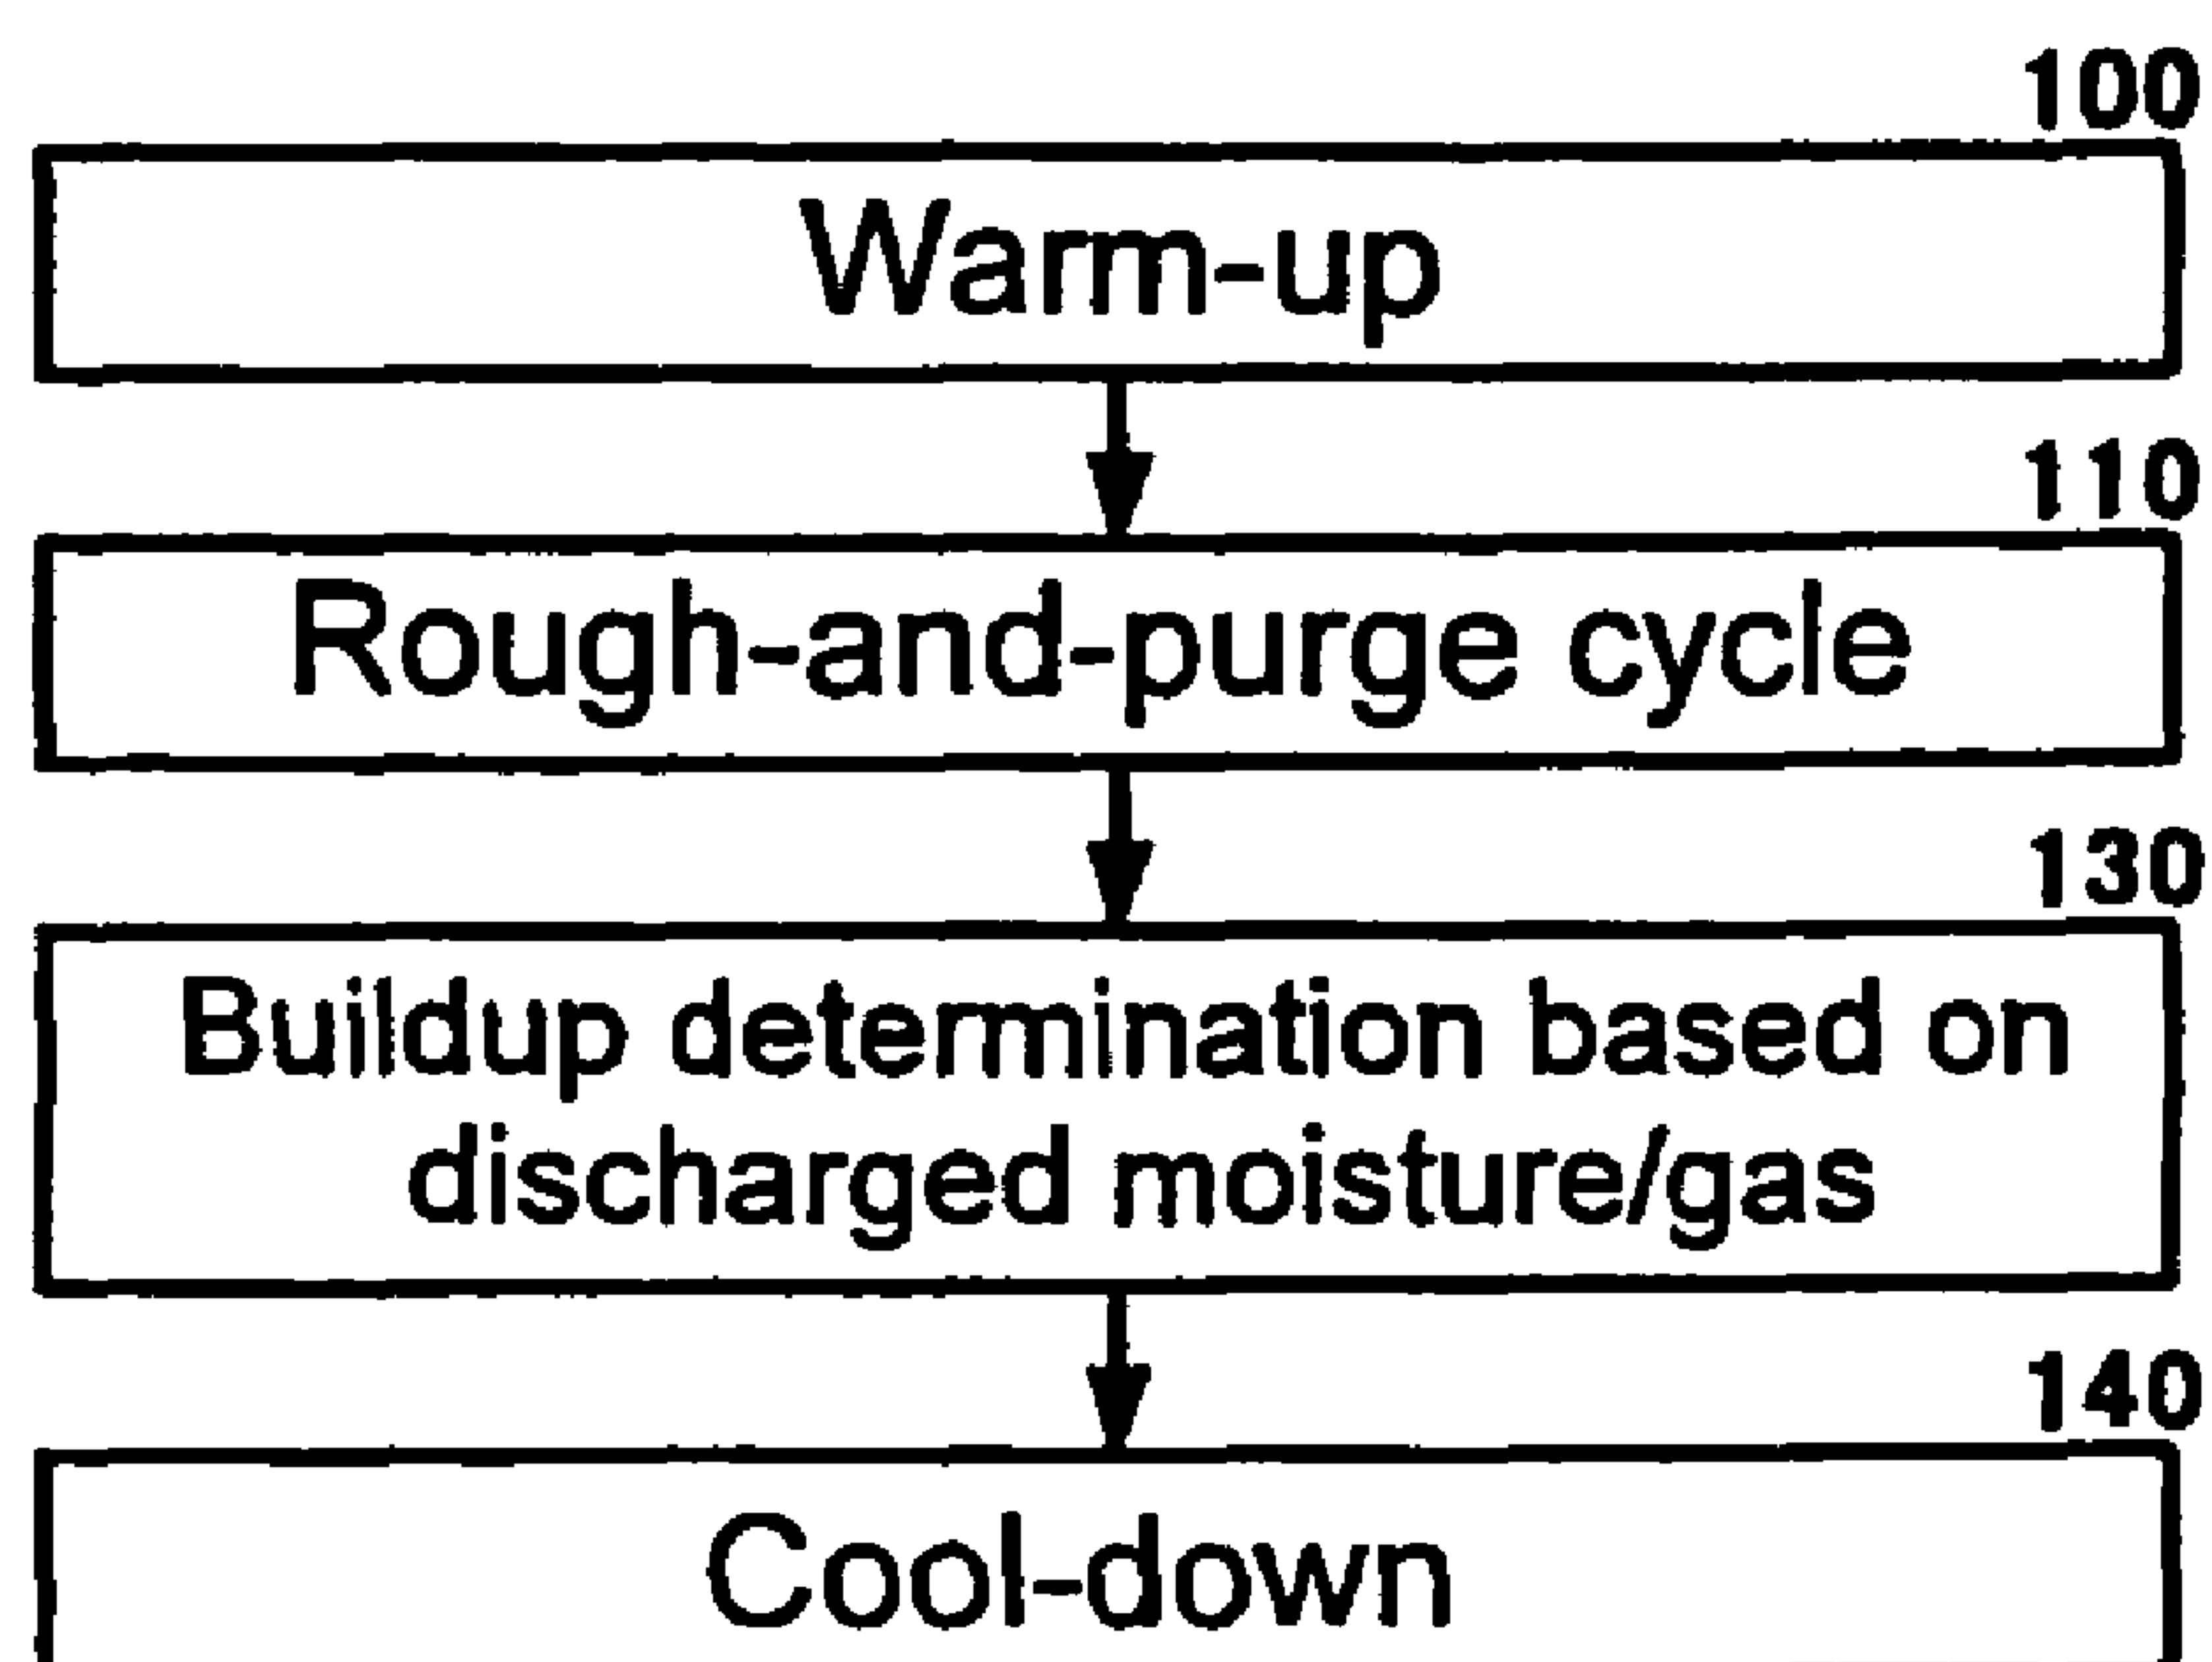 100
Warm-up
110
Rough-and-purge cycle
130
Buildup determination based on
discharged moisture/gas
140
Cool-down